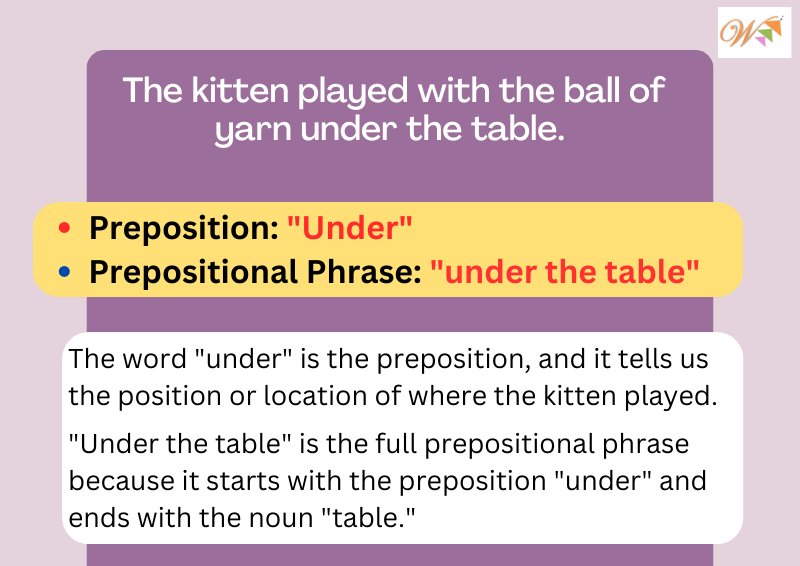 W
The kitten played with the ball of
yarn under the table.
• Preposition: "Under"
• Prepositional Phrase: "under the table"
The word "under" is the preposition, and it tells us
the position or location of where the kitten played.
"Under the table" is the full prepositional phrase
because it starts with the preposition "under" and
ends with the noun "table."